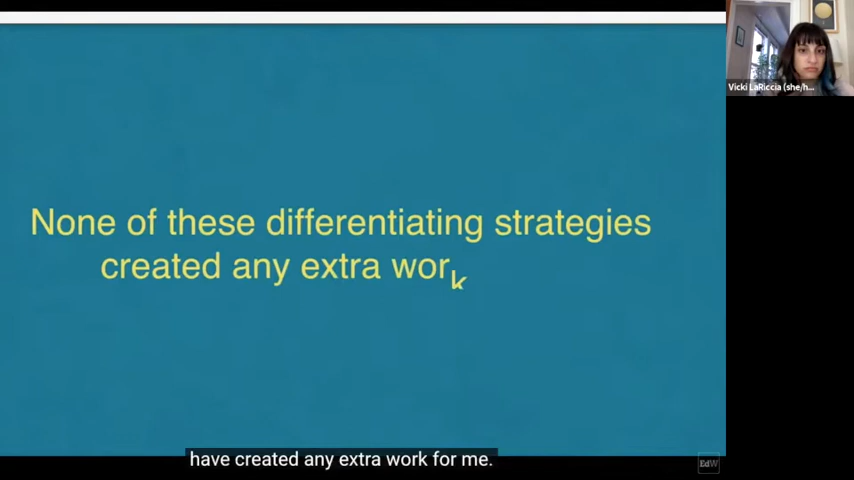 None of these differentiating strategies
created any extra work
have created any extra work for me.
Vicki LaRiccia (she/h...
EdW